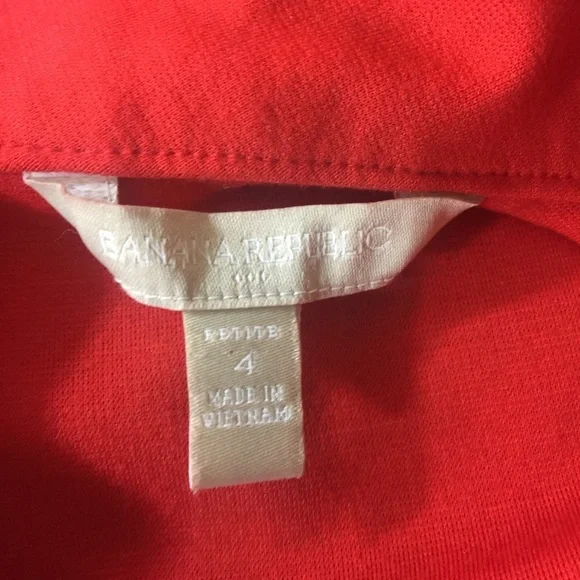 BANANA REPUBLIC
PETITE
4
MADE IN
VIETNAM